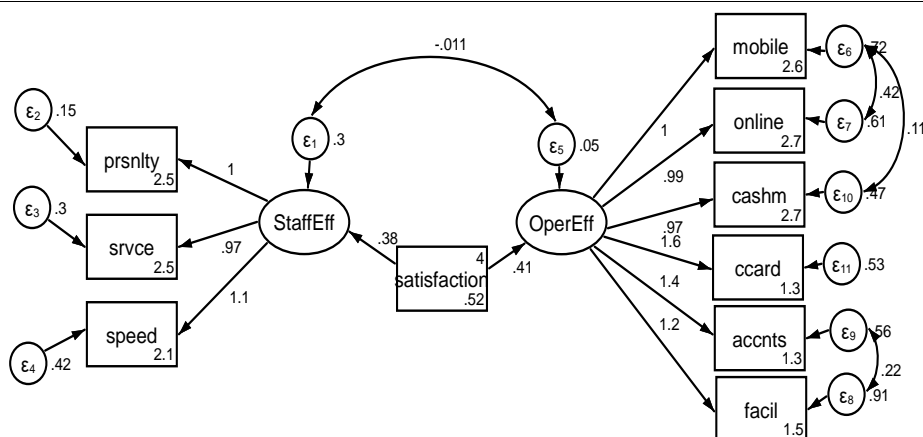 -.011
mobile
2.6
ε6
.72
.42
.11
ε2
.15
prsnlty
2.5
ε1
.3
ε5
.05
1
1
online
2.7
ε7
.61
.99
ε3
.3
srvce
2.5
.97
StaffEff
OperEff
cashm
2.7
ε10
.47
.97
.38
4
satisfaction
.52
.41
1.6
ccard
1.3
ε11
.53
ε4
.42
speed
2.1
1.1
1.4
accnts
1.3
ε9
.56
.22
1.2
facil
1.5
ε8
.91